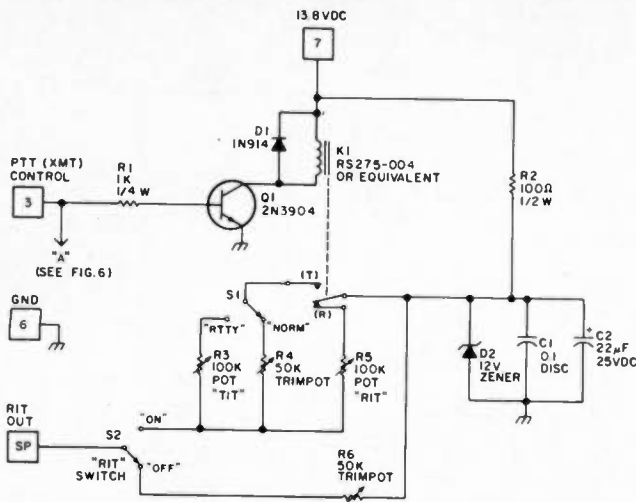 13.8VDC
7
D1
1N914
K1
RS275-004
OR EQUIVALENT
R2
100Ω
1/2 W
PTT (XMT)
CONTROL
3
R1
1K
1/4 W
Q1
2N3904
"A"
(SEE FIG.6)
(T)
S1
(R)
GND
6
"RTTY"
"NORM"
R3
100K
POT
"TIT"
R4
50K
TRIMPOT
R5
100K
POT
"RIT"
D2
12V
ZENER
C1
0.1
DISC
+
C2
22µF
25VDC
"ON"
RIT
OUT
SP
S2
"RIT"
SWITCH
"OFF"
R6
50K
TRIMPOT